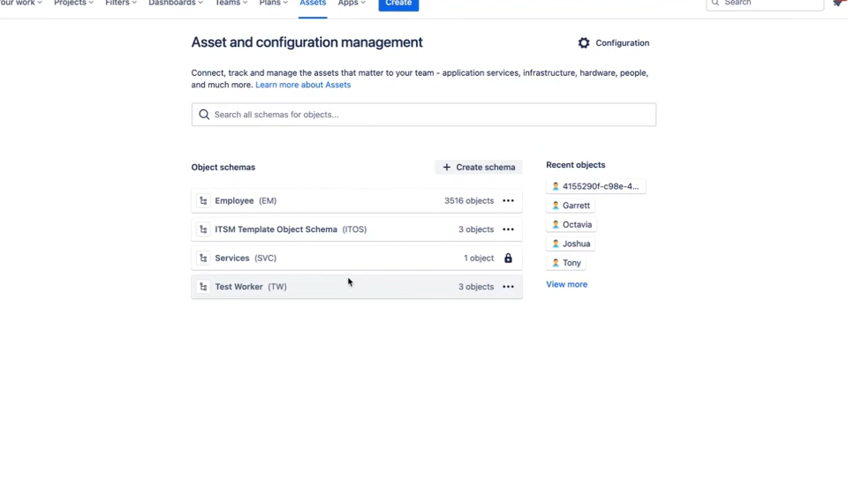 our work Projects Filters Dashboards Teams Plans Assets Apps Create Search
Asset and configuration management
Configuration
Connect, track and manage the assets that matter to your team - application services, infrastructure, hardware, people,
and much more. Learn more about Assets
Search all schemas for objects...
Object schemas
+ Create schema
Employee (EM) 3516 objects
ITSM Template Object Schema (ITOS) 3 objects
Services (SVC) 1 object
Test Worker (TW) 3 objects
Recent objects
4155290f-c98e-4...
Garrett
Octavia
Joshua
Tony
View more